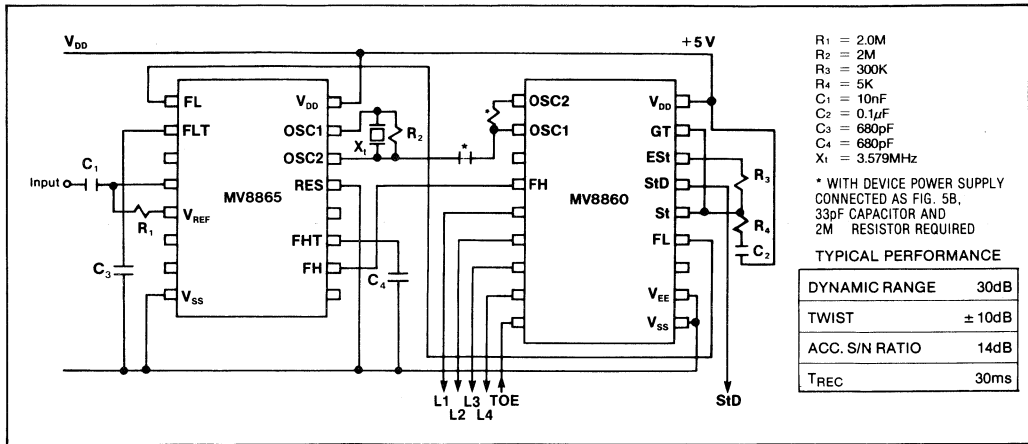 V_DD
+5 V
FL
FLT
V_REF
V_SS
MV8865
V_DD
OSC1
OSC2
RES
FHT
FH
Input
C₁
R₁
C₃
X_t
R₂
C₄
*
*
OSC2
OSC1
FH
MV8860
V_DD
GT
ESt
StD
St
FL
V_EE
V_SS
R₃
R₄
C₂
L1
L2
L3
L4
TOE
StD
R₁ = 2.0M
R₂ = 2M
R₃ = 300K
R₄ = 5K
C₁ = 10nF
C₂ = 0.1µF
C₃ = 680pF
C₄ = 680pF
X_t = 3.579MHz
* WITH DEVICE POWER SUPPLY
CONNECTED AS FIG. 5B,
33pF CAPACITOR AND
2M RESISTOR REQUIRED
TYPICAL PERFORMANCE
DYNAMIC RANGE 30dB
TWIST ± 10dB
ACC. S/N RATIO 14dB
T_REC 30ms